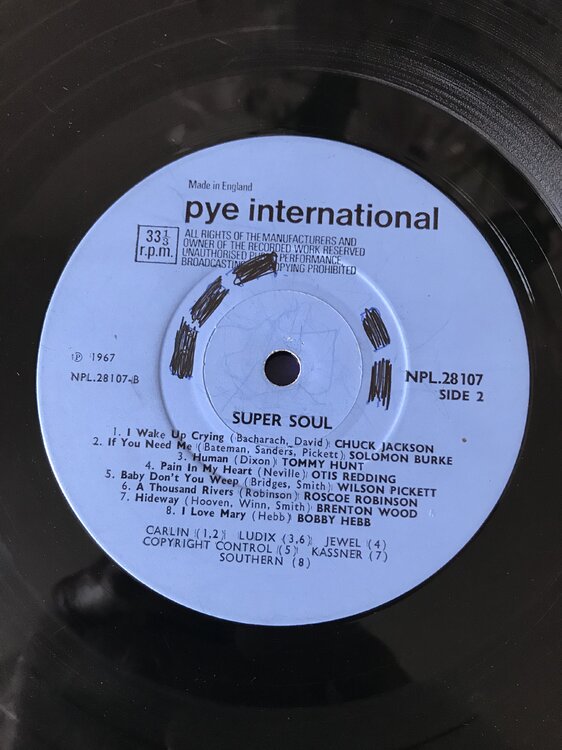 Made in England
pye international
33⅓ r.p.m.
ALL RIGHTS OF THE MANUFACTURERS AND
OWNER OF THE RECORDED WORK RESERVED
UNAUTHORISED PERFORMANCE
BROADCASTING COPYING PROHIBITED
℗ 1967
NPL.28107-B
NPL.28107
SIDE 2
SUPER SOUL
1. I Wake Up Crying (Bacharach, David) CHUCK JACKSON
2. If You Need Me (Bateman, Sanders, Pickett) SOLOMON BURKE
3. Human (Dixon) TOMMY HUNT
4. Pain In My Heart (Neville) OTIS REDDING
5. Baby Don't You Weep (Bridges, Smith) WILSON PICKETT
6. A Thousand Rivers (Robinson) ROSCOE ROBINSON
7. Hideway (Hooven, Winn, Smith) BRENTON WOOD
8. I Love Mary (Hebb) BOBBY HEBB
CARLIN (1,2) LUDIX (3,6) JEWEL (4)
COPYRIGHT CONTROL (5) KASSNER (7)
SOUTHERN (8)